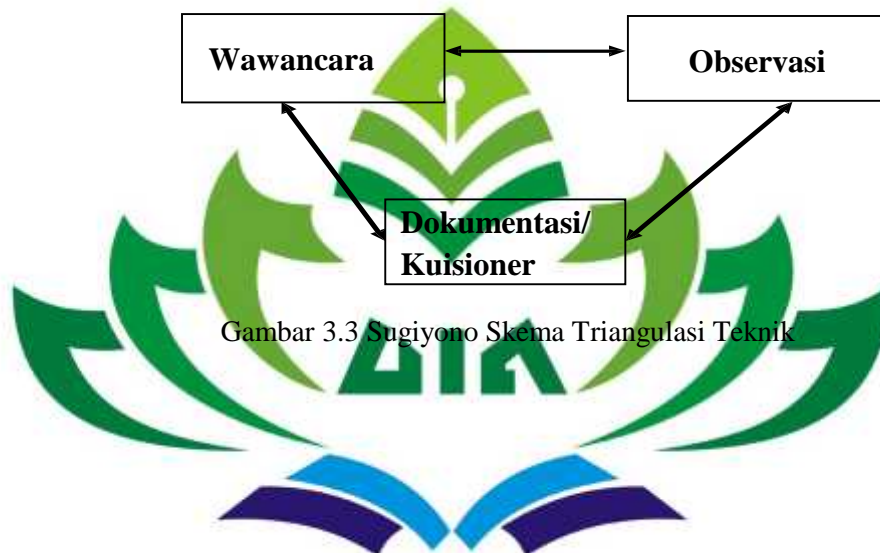 Wawancara
Observasi
Dokumentasi/
Kuisioner
Gambar 3.3 Sugiyono Skema Triangulasi Teknik